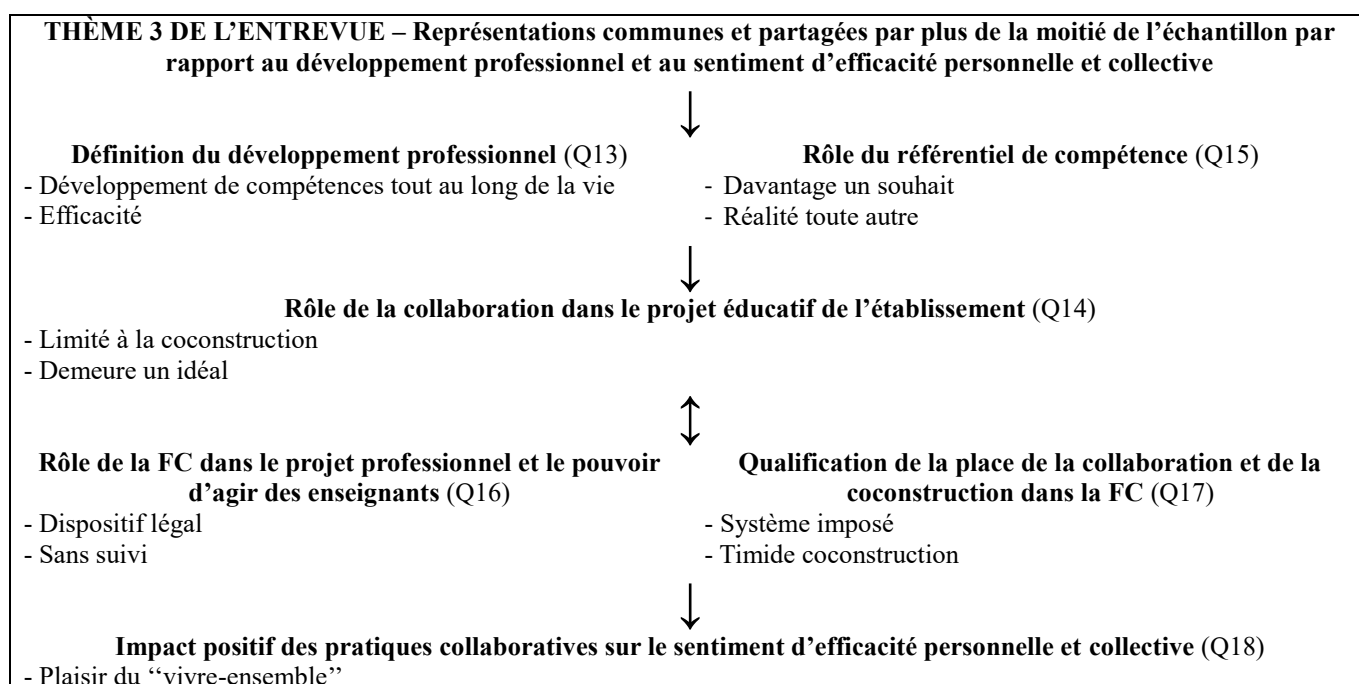 THÈME 3 DE L’ENTREVUE – Représentations communes et partagées par plus de la moitié de l’échantillon par
rapport au développement professionnel et au sentiment d’efficacité personnelle et collective
Définition du développement professionnel (Q13)
- Développement de compétences tout au long de la vie
- Efficacité
Rôle du référentiel de compétence (Q15)
- Davantage un souhait
- Réalité toute autre
Rôle de la collaboration dans le projet éducatif de l’établissement (Q14)
- Limité à la coconstruction
- Demeure un idéal
Rôle de la FC dans le projet professionnel et le pouvoir
d’agir des enseignants (Q16)
- Dispositif légal
- Sans suivi
Qualification de la place de la collaboration et de la
coconstruction dans la FC (Q17)
- Système imposé
- Timide coconstruction
Impact positif des pratiques collaboratives sur le sentiment d’efficacité personnelle et collective (Q18)
- Plaisir du ‘‘vivre-ensemble’’